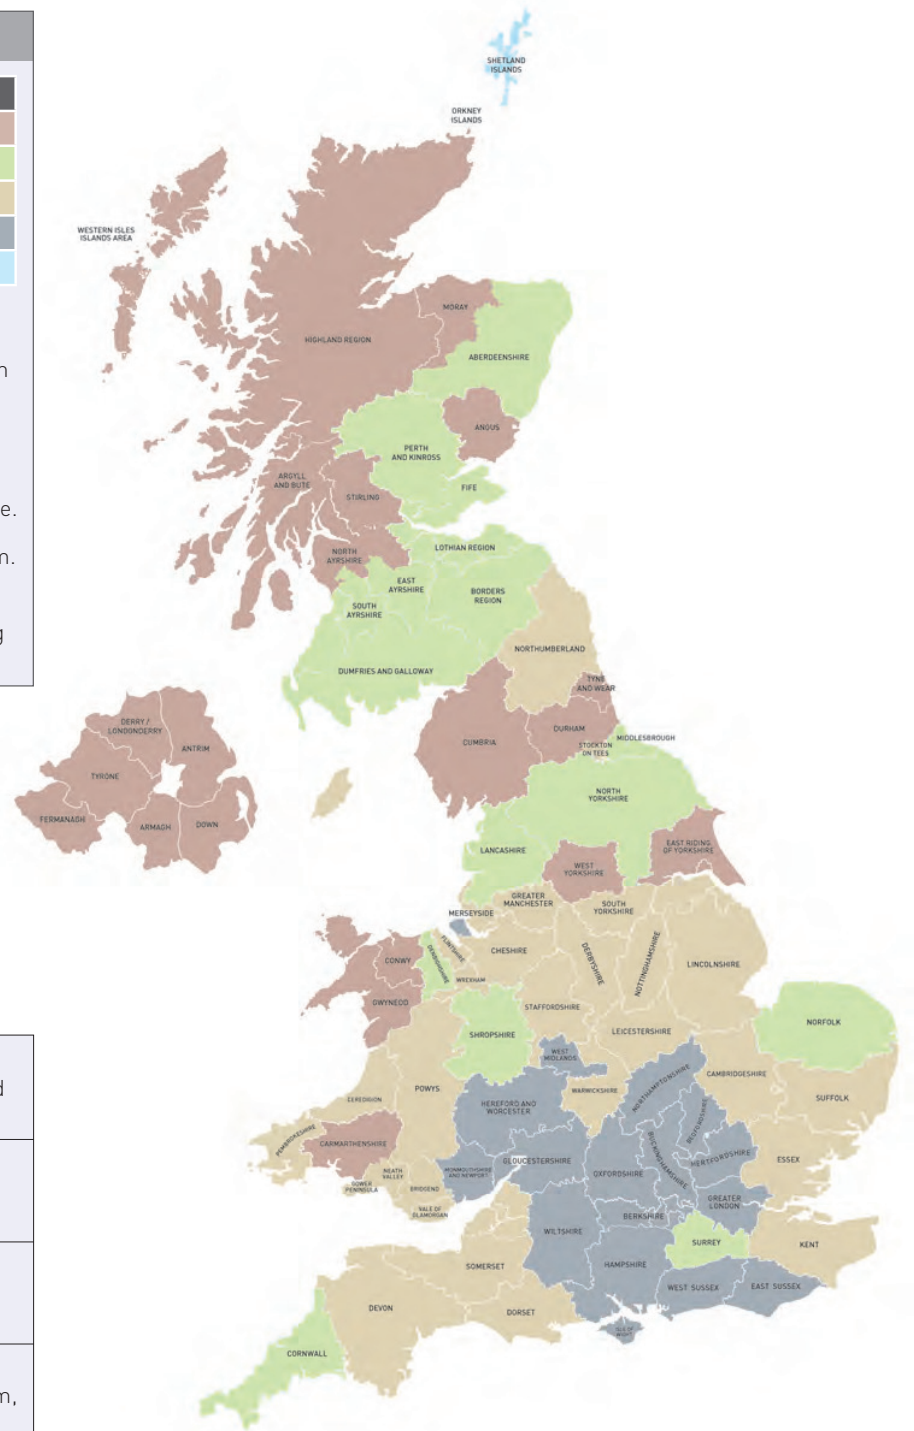 SHETLAND
ISLANDS
ORKNEY
ISLANDS
WESTERN ISLES
ISLANDS AREA
MORAY
HIGHLAND REGION
n
ABERDEENSHIRE
ANGUS
PERTH
AND KINROSS
ARGYLL
AND BUTE
STIRLING
FIFE
e.
NORTH
AYRSHIRE
LOTHIAN REGION
n.
EAST
AYRSHIRE
BORDERS
REGION
SOUTH
AYRSHIRE
g
NORTHUMBERLAND
DUMFRIES AND GALLOWAY
TYNE
AND WEAR
DERRY /
LONDONDERRY
ANTRIM
DURHAM
MIDDLESBROUGH
CUMBRIA
STOCKTON
ON TEES
TYRONE
NORTH
YORKSHIRE
FERMANAGH
ARMAGH
DOWN
LANCASHIRE
EAST RIDING
OF YORKSHIRE
WEST
YORKSHIRE
GREATER
MANCHESTER
SOUTH
YORKSHIRE
MERSEYSIDE
FLINTSHIRE
CHESHIRE
DERBYSHIRE
NOTTINGHAMSHIRE
LINCOLNSHIRE
CONWY
DENBIGHSHIRE
WREXHAM
GWYNEDD
STAFFORDSHIRE
NORFOLK
SHROPSHIRE
LEICESTERSHIRE
WEST
MIDLANDS
CAMBRIDGESHIRE
d
POWYS
WARWICKSHIRE
NORTHAMPTONSHIRE
SUFFOLK
CEREDIGION
HEREFORD AND
WORCESTER
BEDFORDSHIRE
PEMBROKESHIRE
CARMARTHENSHIRE
BUCKINGHAMSHIRE
HERTFORDSHIRE
ESSEX
NEATH
VALLEY
MONMOUTHSHIRE
AND NEWPORT
GLOUCESTERSHIRE
OXFORDSHIRE
GOWER
PENINSULA
BRIDGEND
GREATER
LONDON
VALE OF
GLAMORGAN
BERKSHIRE
WILTSHIRE
SURREY
KENT
SOMERSET
HAMPSHIRE
WEST SUSSEX
EAST SUSSEX
DEVON
DORSET
ISLE OF
WIGHT
CORNWALL
m,